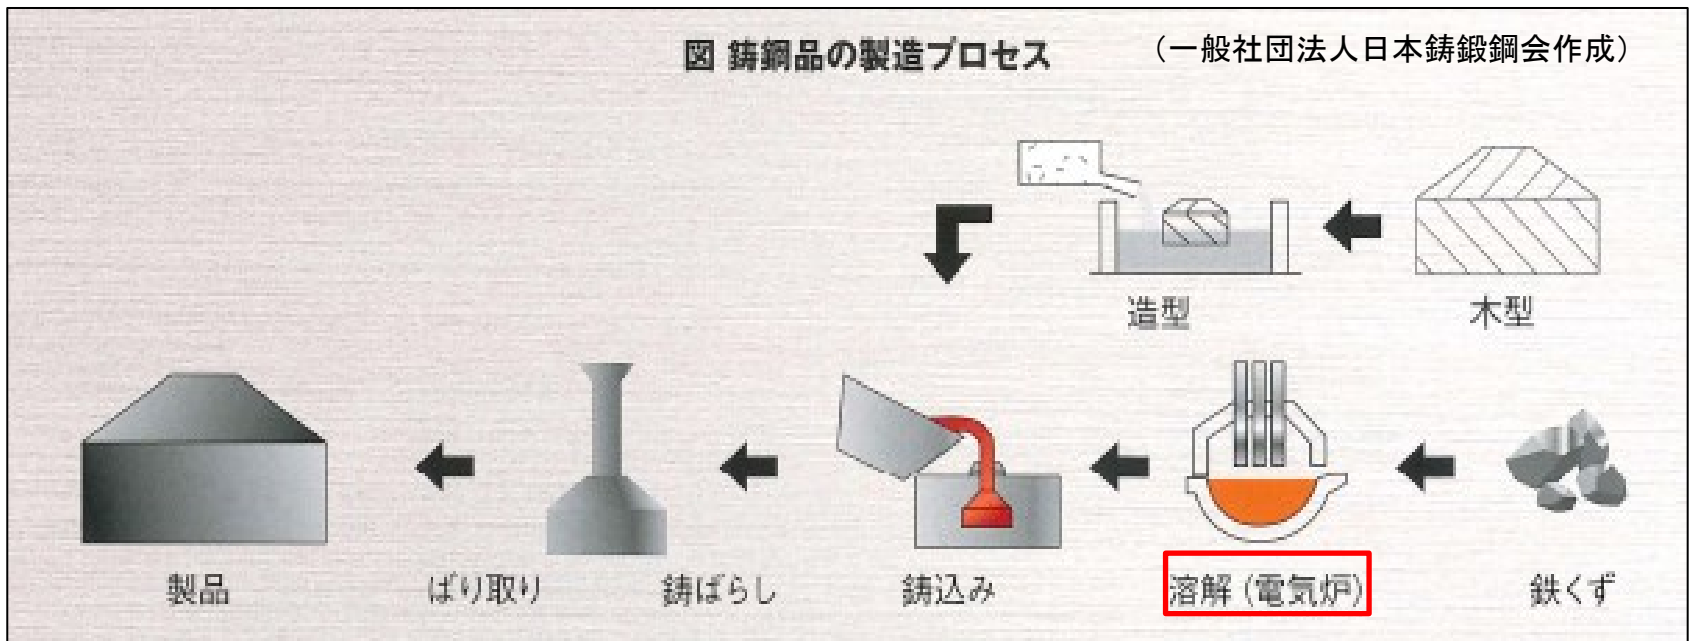 図 鋳鋼品の製造プロセス
（一般社団法人日本鋳鍛鋼会作成）
造型
木型
製品
ばり取り
鋳ばらし
鋳込み
溶解 (電気炉)
鉄くず